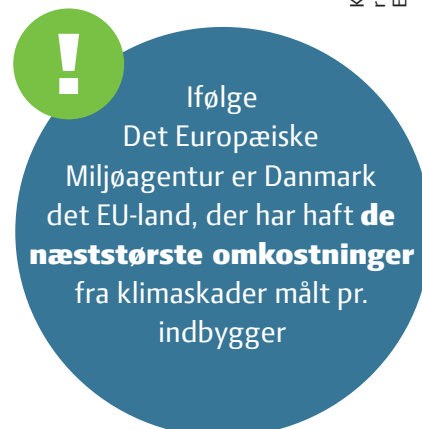 !
Ifølge
Det Europæiske
Miljøagentur er Danmark
det EU-land, der har haft de
næststørste omkostninger
fra klimaskader målt pr.
indbygger